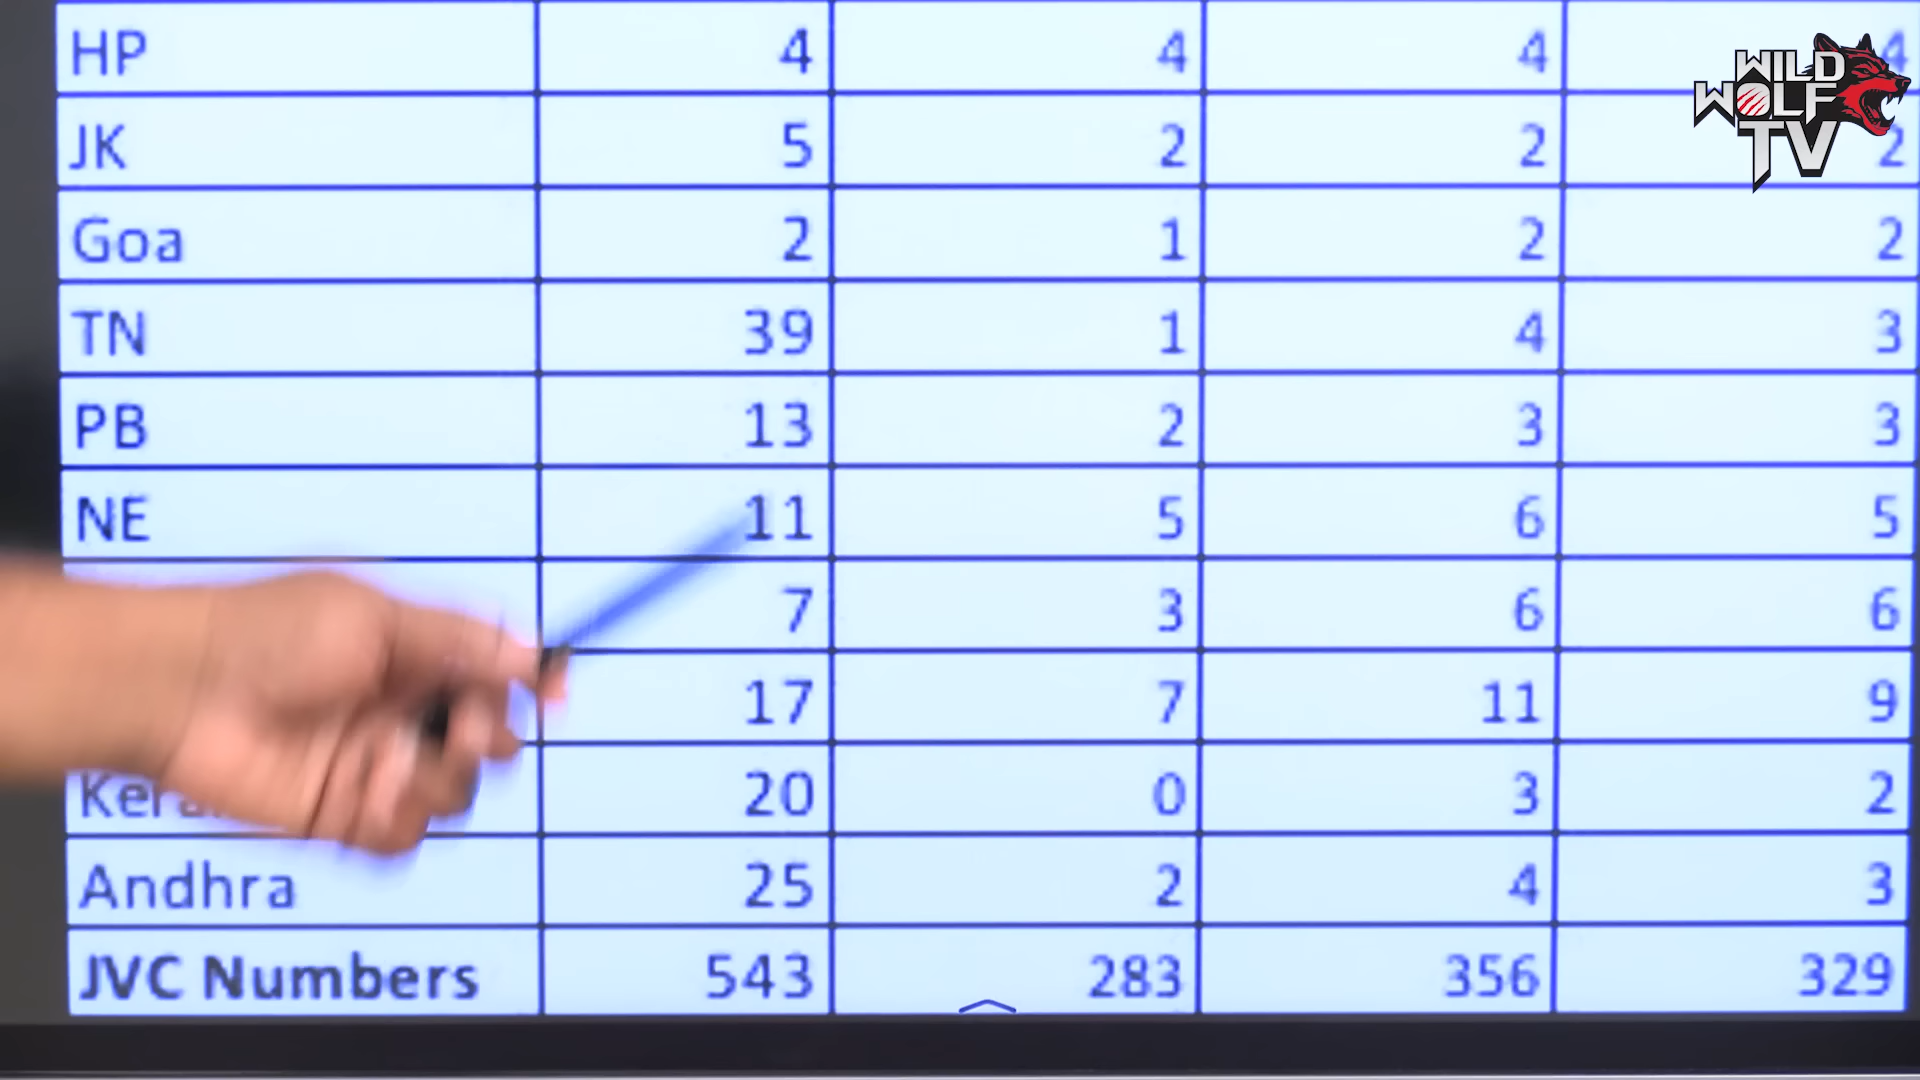 HP 4 4 4 4
JK 5 2 2 2
Goa 2 1 2 2
TN 39 1 4 3
PB 13 2 3 3
NE 11 5 6 5
7 3 6 6
17 7 11 9
20 0 3 2
Andhra 25 2 4 3
JVC Numbers 543 283 356 329
WILD
WOLF
TV